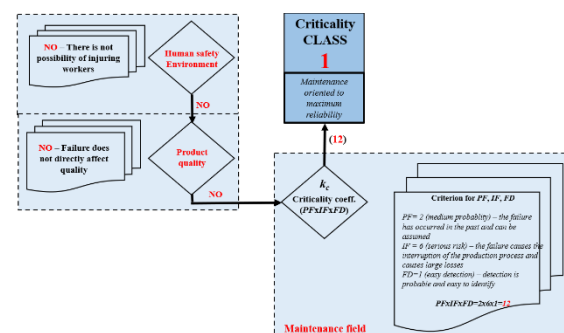 NO – There is not
possibility of injuring
workers
Human safety
Environment
NO
NO – Failure does
not directly affect
quality
Product
quality
NO
Criticality
CLASS
1
Maintenance
oriented to
maximum
reliability
(12)
kc
Criticality coeff.
(PFxIFxFD)
Criterion for PF, IF, FD
PF= 2 (medium probablity) – the failure
has occurred in the past and can be
assumed
IF = 6 (serious risk) – the failure causes the
interruption of the production process and
causes large losses
FD=1 (easy detection) – detection is
probable and easy to identify
PFxIFxFD=2x6x1=12
Maintenance field